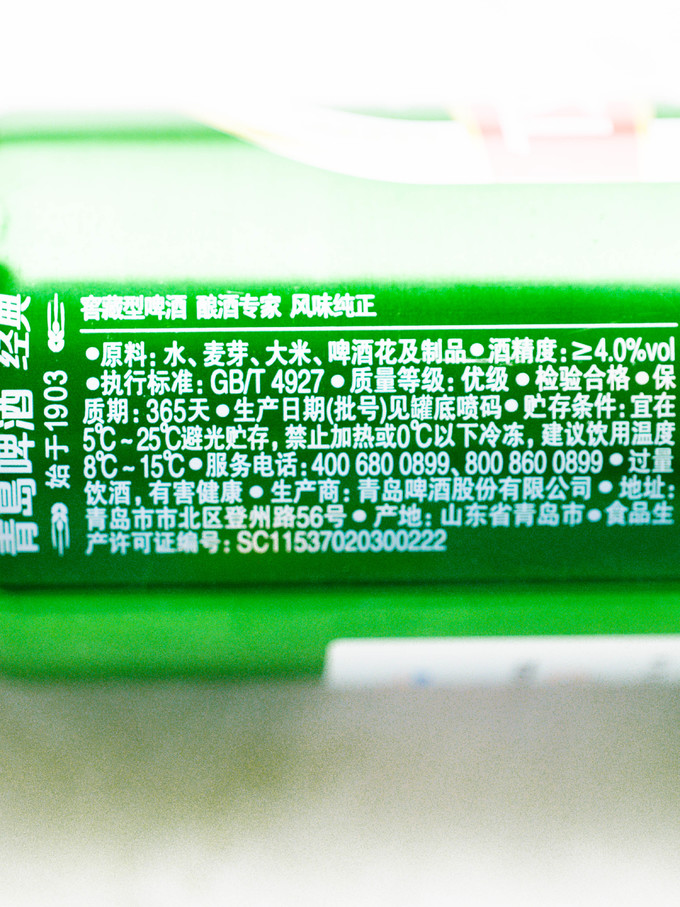 青岛啤酒 经典
始于1903
窖藏型啤酒 酿酒专家 风味纯正
●原料：水、麦芽、大米、啤酒花及制品●酒精度：≥4.0%vol
●执行标准：GB/T 4927●质量等级：优级●检验合格●保
质期：365天●生产日期(批号)见罐底喷码●贮存条件：宜在
5℃~25℃避光贮存，禁止加热或0℃以下冷冻，建议饮用温度
8℃~15℃●服务电话：400 680 0899、800 860 0899●过量
饮酒，有害健康●生产商：青岛啤酒股份有限公司●地址：
青岛市市北区登州路56号●产地：山东省青岛市●食品生
产许可证编号：SC11537020300222